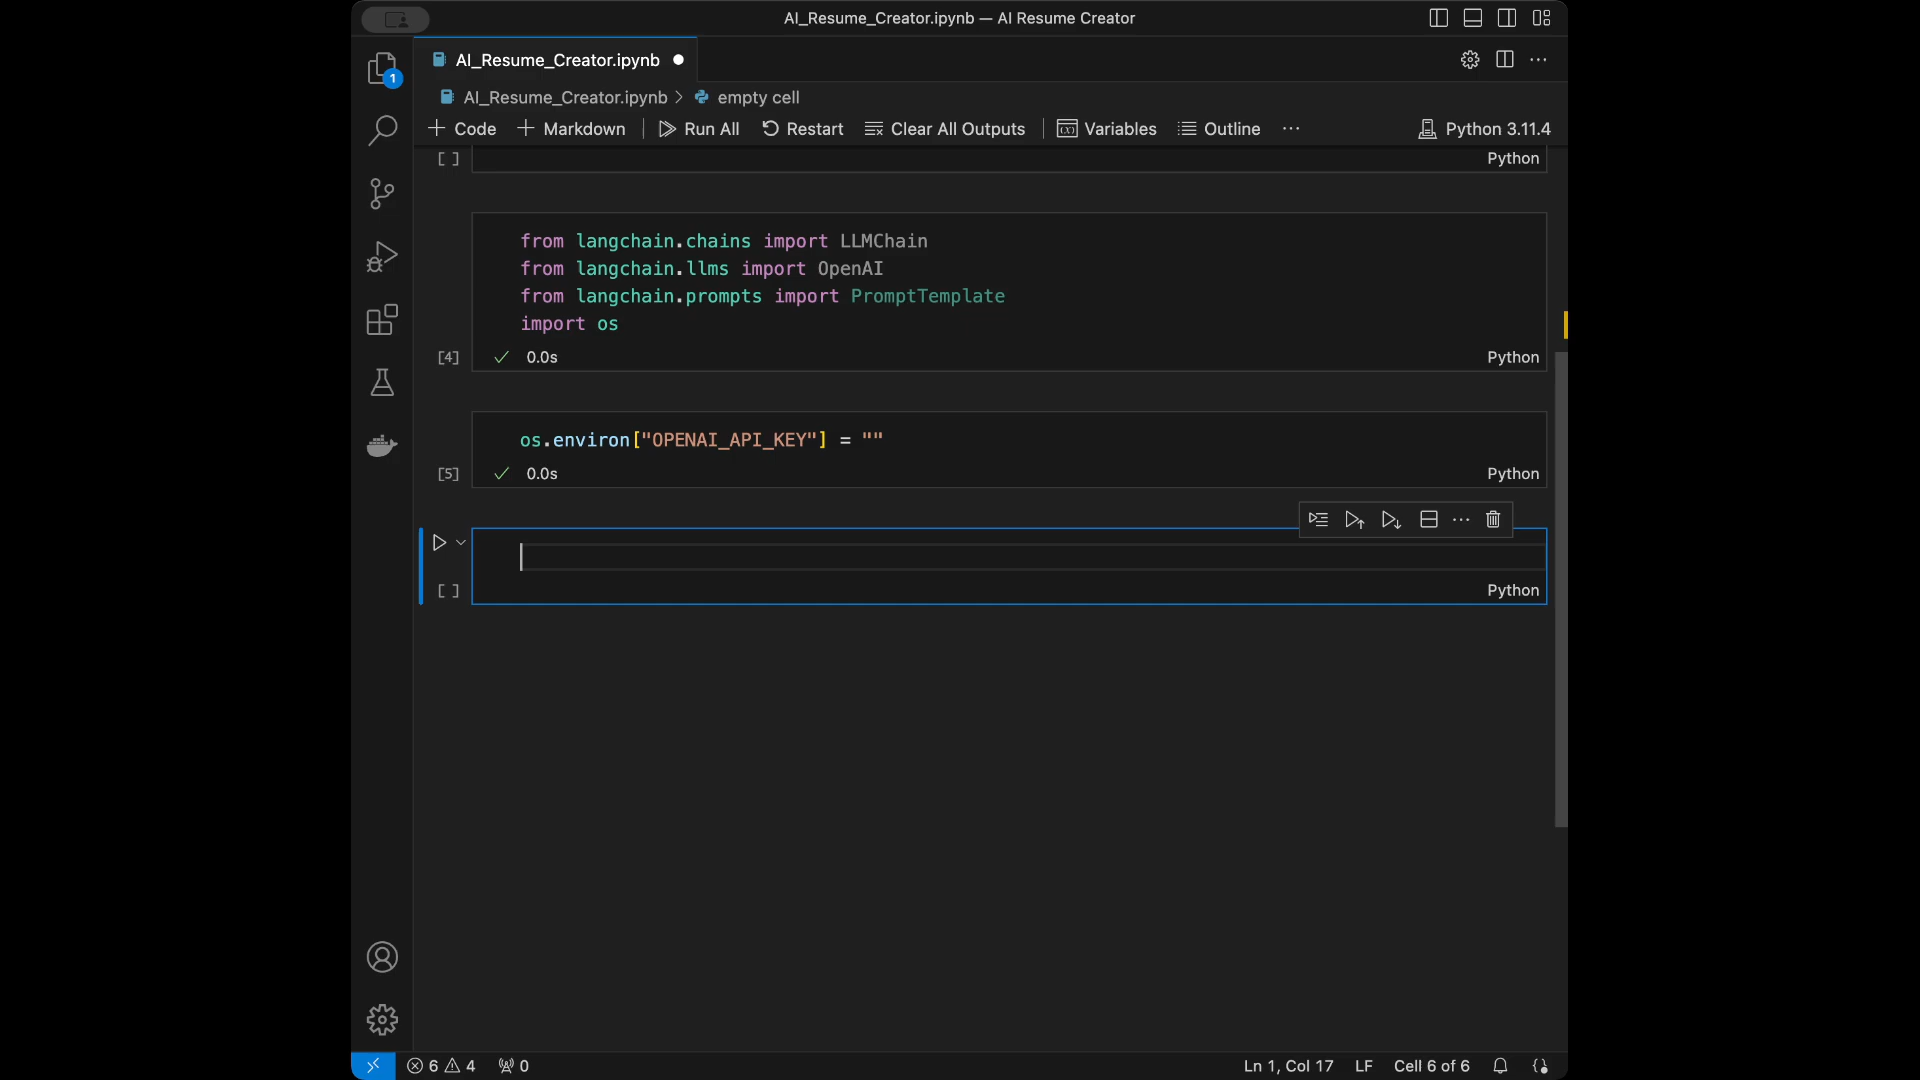 AI_Resume_Creator.ipynb — AI Resume Creator
AI_Resume_Creator.ipynb
1
AI_Resume_Creator.ipynb > empty cell
+ Code + Markdown Run All Restart Clear All Outputs (x) Variables Outline ··· Python 3.11.4
[ ] Python
from langchain.chains import LLMChain
from langchain.llms import OpenAI
from langchain.prompts import PromptTemplate
import os
[4] ✓ 0.0s Python
os.environ["OPENAI_API_KEY"] = ""
[5] ✓ 0.0s Python
[ ] Python
6 4 0 Ln 1, Col 17 LF Cell 6 of 6